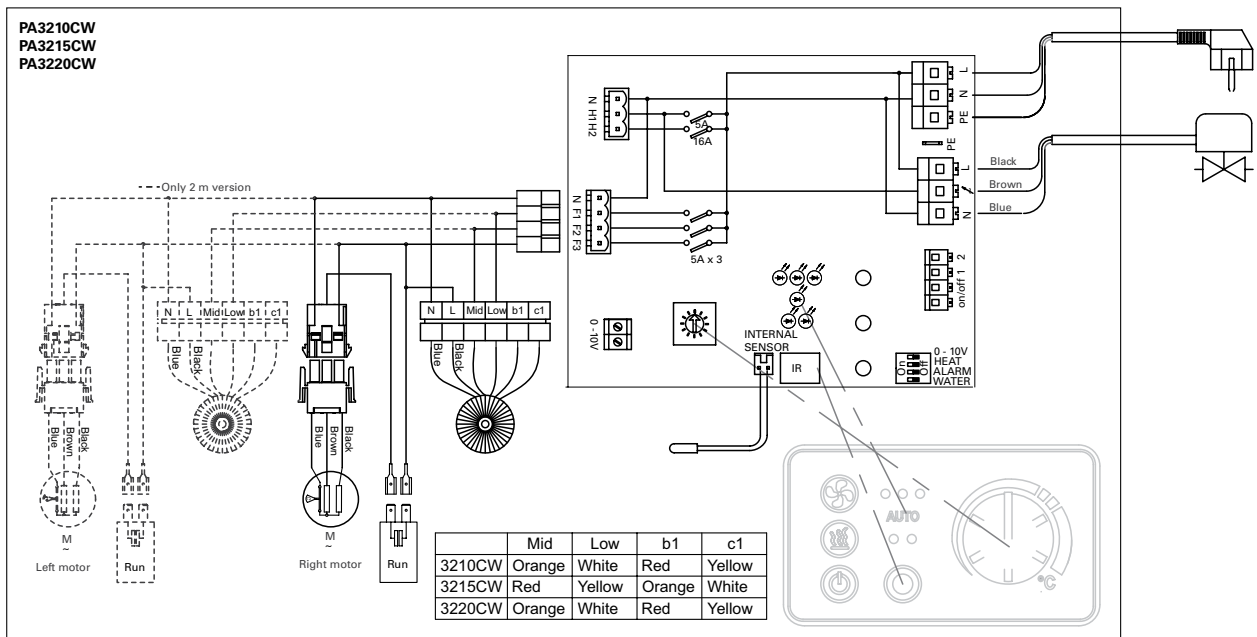 PA3210CW
PA3215CW
PA3220CW
Only 2 m version
N H1 H2
5A
16A
L
N
PE
PE
L
N
Black
Brown
Blue
N F1 F2 F3
5A x 3
on/off 1 2
0 - 10V
INTERNAL
SENSOR
IR
On Off
0 - 10V
HEAT
ALARM
WATER
N L Mid Low b1 c1
Blue
Black
N L Mid Low b1 c1
Blue
Black
Blue
Brown
Black
Blue
Brown
Black
M
~
Left motor
Run
M
~
Right motor
Run
AUTO
°C
Mid Low b1 c1
3210CW Orange White Red Yellow
3215CW Red Yellow Orange White
3220CW Orange White Red Yellow